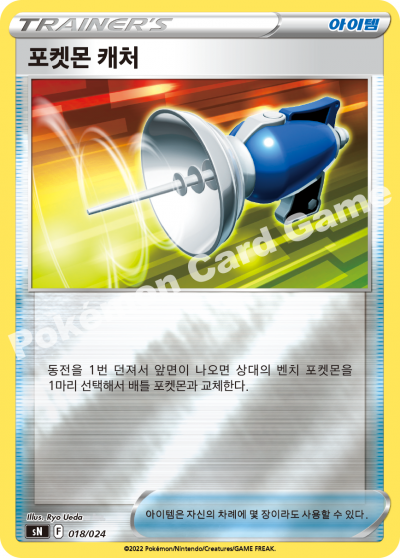 TRAINER'S
아이템
포켓몬 캐처
Pokémon Card Game
동전을 1번 던져서 앞면이 나오면 상대의 벤치 포켓몬을
1마리 선택해서 배틀 포켓몬과 교체한다.
Illus. Ryo Ueda
sN F 018/024
아이템은 자신의 차례에 몇 장이라도 사용할 수 있다.
©2022 Pokémon/Nintendo/Creatures/GAME FREAK.